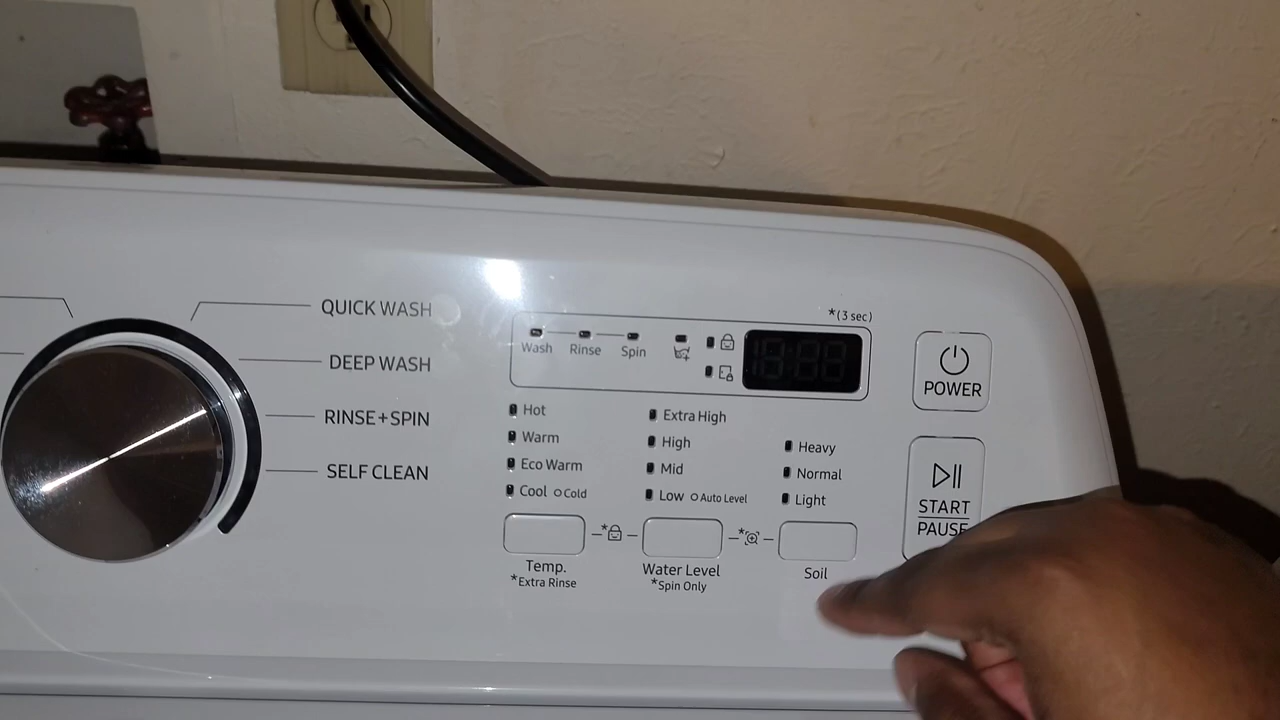 QUICK WASH
DEEP WASH
RINSE+SPIN
SELF CLEAN
*(3 sec)
Wash
Rinse
Spin
Hot
Warm
Eco Warm
Cool Cold
Temp.
*Extra Rinse
*
Extra High
High
Mid
Low Auto Level
Water Level
*Spin Only
*
Heavy
Normal
Light
Soil
POWER
START
PAUSE